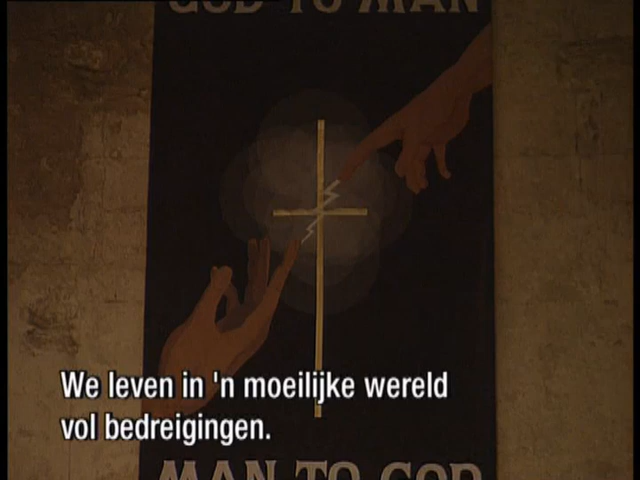 GOD TO MAN
We leven in 'n moeilijke wereld
vol bedreigingen.
MAN TO GOD